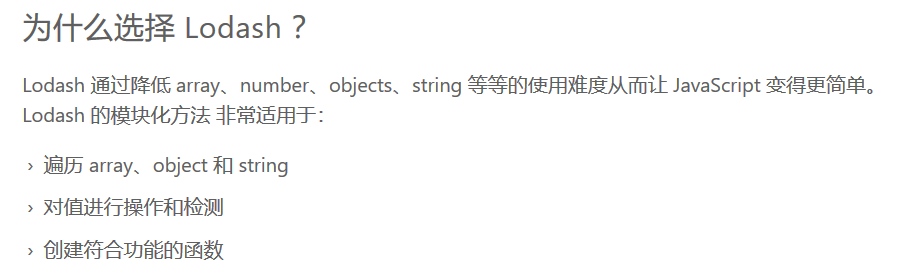 为什么选择 Lodash ？
Lodash 通过降低 array、number、objects、string 等等的使用难度从而让 JavaScript 变得更简单。
Lodash 的模块化方法 非常适用于：
› 遍历 array、object 和 string
› 对值进行操作和检测
› 创建符合功能的函数